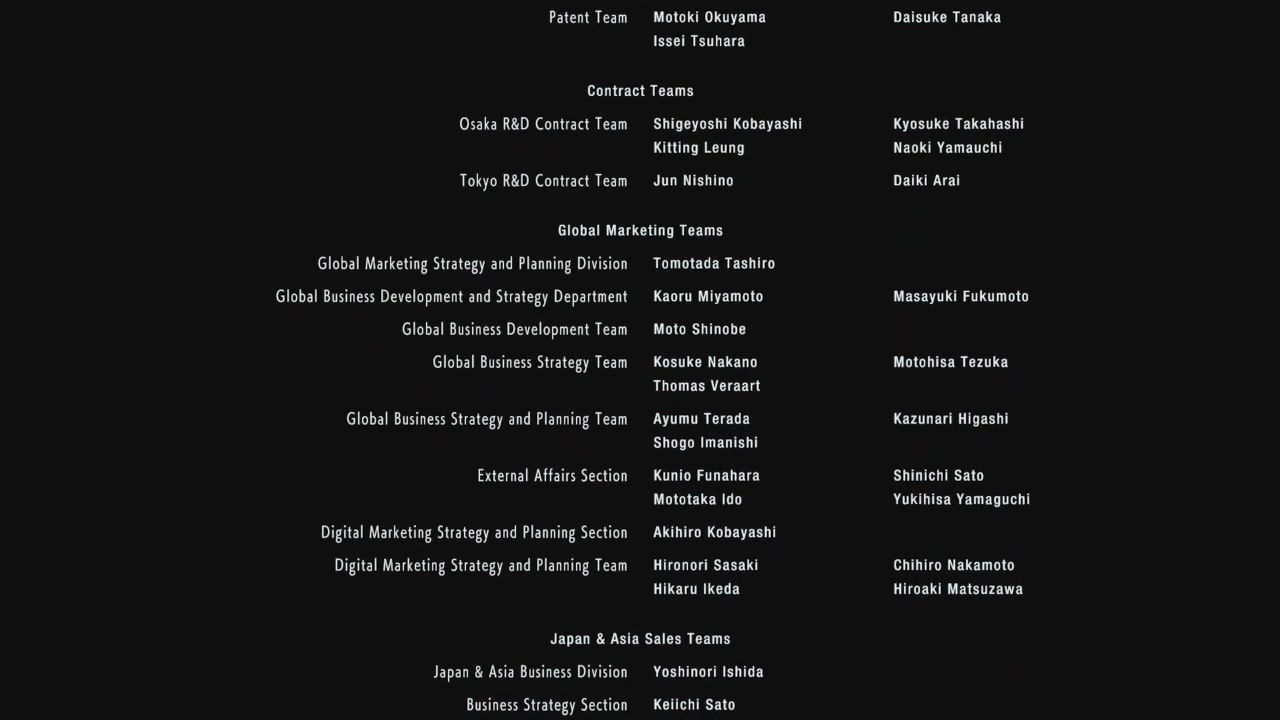 Patent Team Motoki Okuyama Daisuke Tanaka
Issei Tsuhara
Contract Teams
Osaka R&D Contract Team Shigeyoshi Kobayashi Kyosuke Takahashi
Kitting Leung Naoki Yamauchi
Tokyo R&D Contract Team Jun Nishino Daiki Arai
Global Marketing Teams
Global Marketing Strategy and Planning Division Tomotada Tashiro
Global Business Development and Strategy Department Kaoru Miyamoto Masayuki Fukumoto
Global Business Development Team Moto Shinobe
Global Business Strategy Team Kosuke Nakano Motohisa Tezuka
Thomas Veraart
Global Business Strategy and Planning Team Ayumu Terada Kazunari Higashi
Shogo Imanishi
External Affairs Section Kunio Funahara Shinichi Sato
Mototaka Ido Yukihisa Yamaguchi
Digital Marketing Strategy and Planning Section Akihiro Kobayashi
Digital Marketing Strategy and Planning Team Hironori Sasaki Chihiro Nakamoto
Hikaru Ikeda Hiroaki Matsuzawa
Japan & Asia Sales Teams
Japan & Asia Business Division Yoshinori Ishida
Business Strategy Section Keiichi Sato